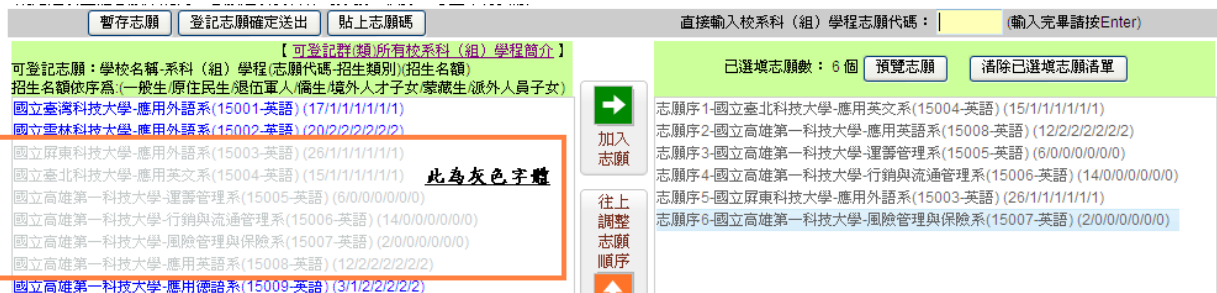 暫存志願 登記志願確定送出 貼上志願碼
直接輸入校系科（組）學程志願代碼： (輸入完畢請按Enter)
【 可登記群(類)所有校系科（組）學程簡介 】
可登記志願：學校名稱-系科（組）學程(志願代碼-招生類別)(招生名額)
招生名額依序為:(一般生/原住民生/退伍軍人/僑生/境外人才子女/蒙藏生/派外人員子女)
國立臺灣科技大學-應用外語系(15001-英語) (17/1/1/1/1/1/1)
國立雲林科技大學-應用外語系(15002-英語) (20/2/2/2/2/2/2)
國立屏東科技大學-應用外語系(15003-英語) (26/1/1/1/1/1/1)
國立臺北科技大學-應用英文系(15004-英語) (15/1/1/1/1/1/1)
此為灰色字體
國立高雄第一科技大學-運籌管理系(15005-英語) (6/0/0/0/0/0/0)
國立高雄第一科技大學-行銷與流通管理系(15006-英語) (14/0/0/0/0/0/0)
國立高雄第一科技大學-風險管理與保險系(15007-英語) (2/0/0/0/0/0/0)
國立高雄第一科技大學-應用英語系(15008-英語) (12/2/2/2/2/2/2)
國立高雄第一科技大學-應用德語系(15009-英語) (3/1/2/2/2/2/2)
加入
志願
往上
調整
志願
順序
已選填志願數： 6 個 預覽志願 清除已選填志願清單
志願序1-國立臺北科技大學-應用英文系(15004-英語) (15/1/1/1/1/1/1)
志願序2-國立高雄第一科技大學-應用英語系(15008-英語) (12/2/2/2/2/2/2)
志願序3-國立高雄第一科技大學-運籌管理系(15005-英語) (6/0/0/0/0/0/0)
志願序4-國立高雄第一科技大學-行銷與流通管理系(15006-英語) (14/0/0/0/0/0/0)
志願序5-國立屏東科技大學-應用外語系(15003-英語) (26/1/1/1/1/1/1)
志願序6-國立高雄第一科技大學-風險管理與保險系(15007-英語) (2/0/0/0/0/0/0)